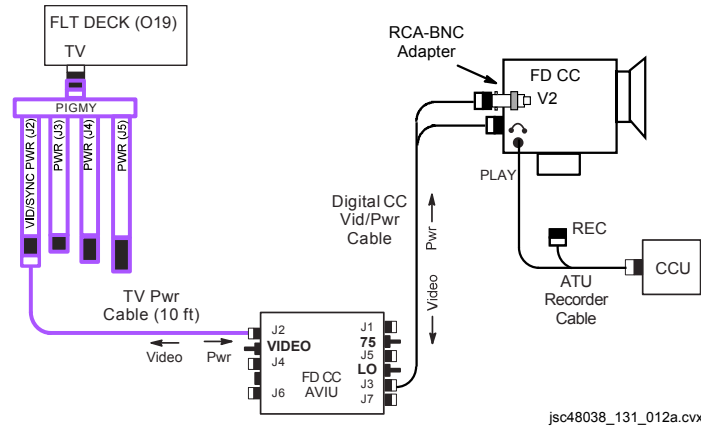 FLT DECK (O19)
TV
PIGMY
VID/SYNC PWR (J2)
PWR (J3)
PWR (J4)
PWR (J5)
RCA-BNC
Adapter
FD CC
V2
PLAY
Digital CC
Vid/Pwr
Cable
Pwr
Video
REC
ATU
Recorder
Cable
CCU
TV Pwr
Cable (10 ft)
Video
Pwr
J2
VIDEO
J4
J6
FD CC
AVIU
J1
75
J5
LO
J3
J7
jsc48038_131_012a.cvx